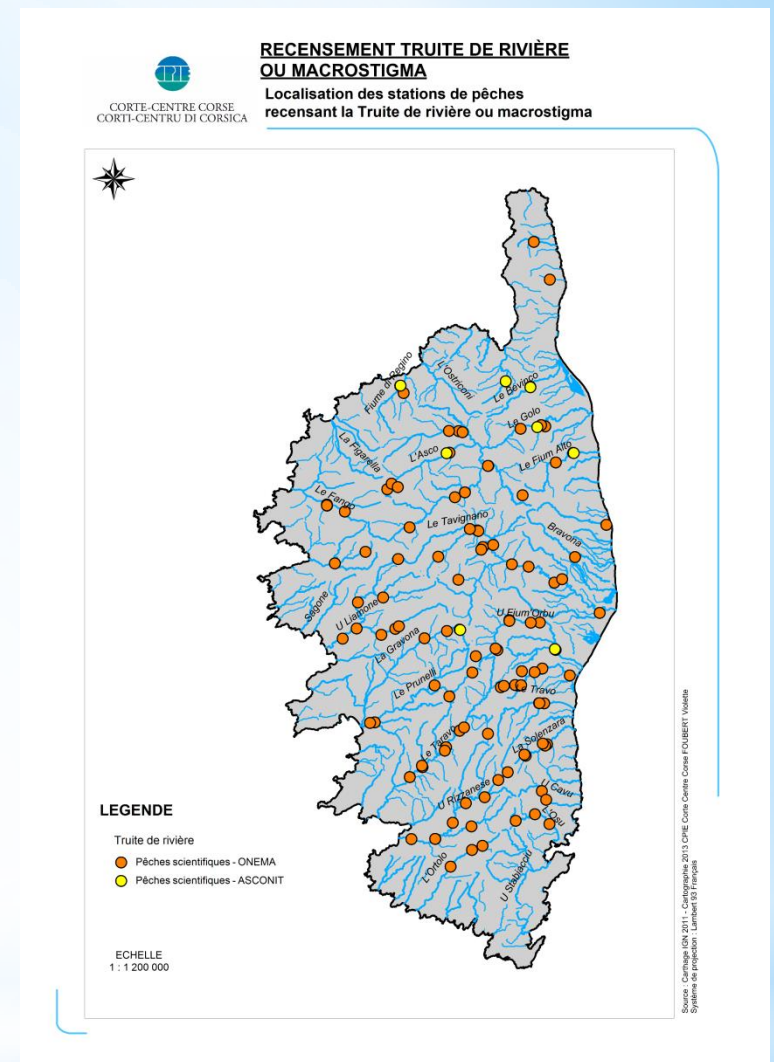 RECENSEMENT TRUITE DE RIVIÈRE
OU MACROSTIGMA
Localisation des stations de pêches
recensant la Truite de rivière ou macrostigma
CPIE
CORTE-CENTRE CORSE
CORTI-CENTRU DI CORSICA
Fiume di Regino
L'Ostriconi
Le Bevinco
Le Golo
La Figarella
L'Asco
Le Fium Alto
Le Fango
Le Tavignano
Bravona
Sagone
U Liamone
U Fium'Orbu
La Gravona
Le Prunelli
Le Travo
Le Taravo
La Solenzara
U Rizzanese
U Cavu
L'Osu
L'Ortolo
U Stabiacciu
LEGENDE
Truite de rivière
Pêches scientifiques - ONEMA
Pêches scientifiques - ASCONIT
ECHELLE
1 : 1 200 000
Source : Carthage IGN 2011 - Cartographie 2013 CPIE Corte Centre Corse FOUBERT Violette
Système de projection : Lambert 93 Français